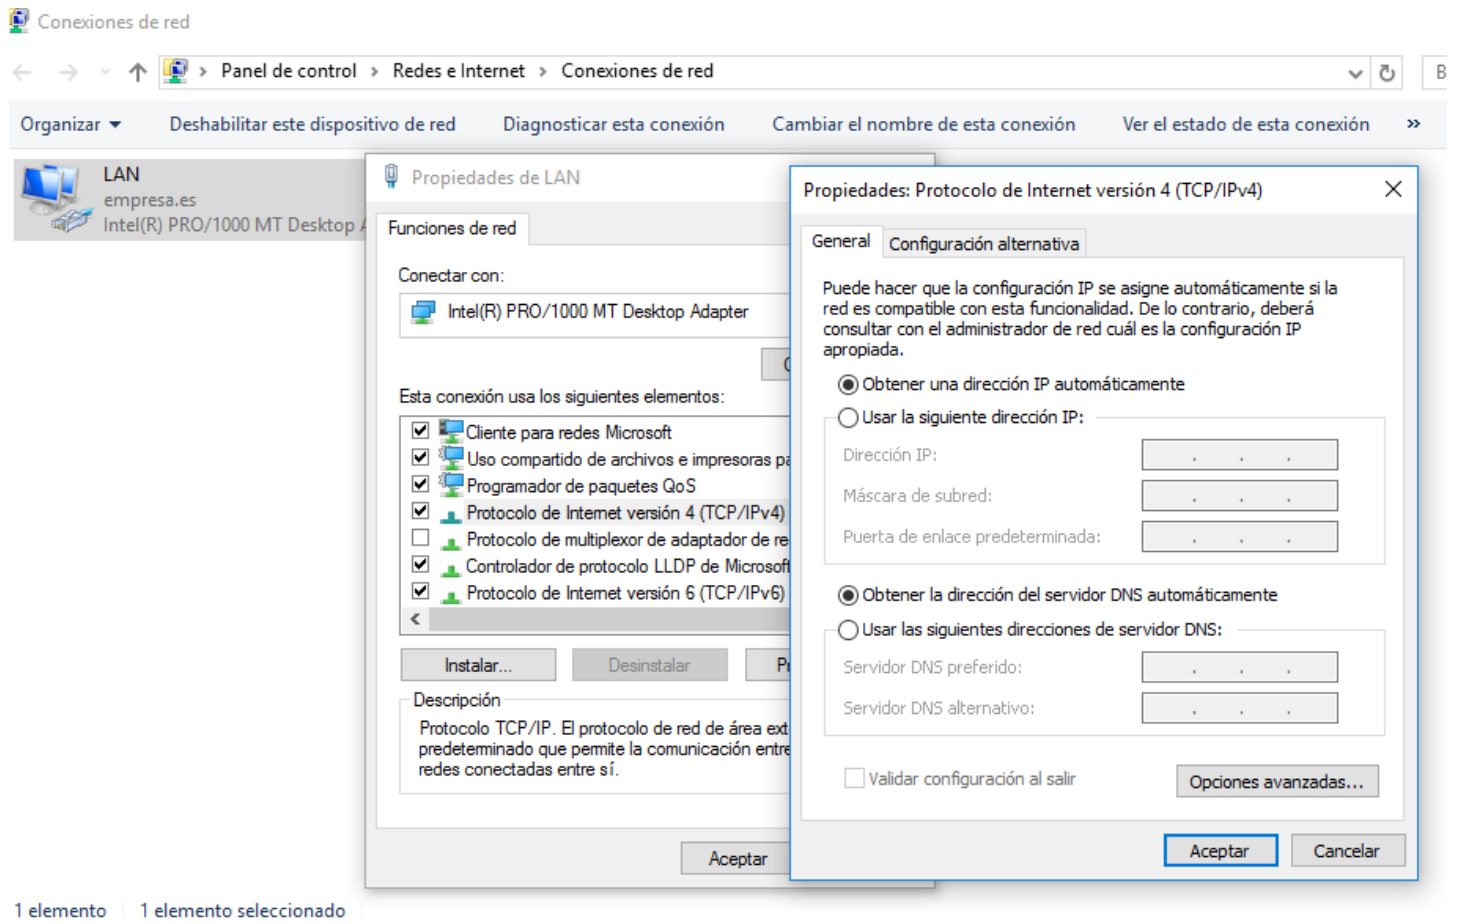 Conexiones de red
Panel de control > Redes e Internet > Conexiones de red
B
Organizar
Deshabilitar este dispositivo de red
Diagnosticar esta conexión
Cambiar el nombre de esta conexión
Ver el estado de esta conexión
»
LAN
empresa.es
Intel(R) PRO/1000 MT Desktop
Propiedades de LAN
Funciones de red
Conectar con:
Intel(R) PRO/1000 MT Desktop Adapter
Esta conexión usa los siguientes elementos:
Cliente para redes Microsoft
Uso compartido de archivos e impresoras pa
Programador de paquetes QoS
Protocolo de Internet versión 4 (TCP/IPv4)
Protocolo de multiplexor de adaptador de re
Controlador de protocolo LLDP de Microsoft
Protocolo de Internet versión 6 (TCP/IPv6)
Instalar...
Desinstalar
P
Descripción
Protocolo TCP/IP. El protocolo de red de área ext
predeterminado que permite la comunicación entre
redes conectadas entre sí.
Aceptar
Propiedades: Protocolo de Internet versión 4 (TCP/IPv4)
General
Configuración alternativa
Puede hacer que la configuración IP se asigne automáticamente si la
red es compatible con esta funcionalidad. De lo contrario, deberá
consultar con el administrador de red cuál es la configuración IP
apropiada.
Obtener una dirección IP automáticamente
Usar la siguiente dirección IP:
Dirección IP:
Máscara de subred:
Puerta de enlace predeterminada:
Obtener la dirección del servidor DNS automáticamente
Usar las siguientes direcciones de servidor DNS:
Servidor DNS preferido:
Servidor DNS alternativo:
Validar configuración al salir
Opciones avanzadas...
Aceptar
Cancelar
1 elemento
1 elemento seleccionado